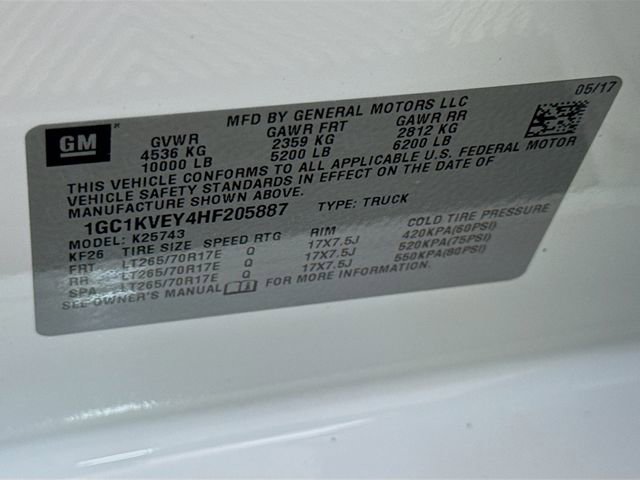 05/17
MFD BY GENERAL MOTORS LLC
GM GVWR GAWR FRT GAWR RR
4536 KG 2359 KG 2812 KG
10000 LB 5200 LB 6200 LB
THIS VEHICLE CONFORMS TO ALL APPLICABLE U.S. FEDERAL MOTOR
VEHICLE SAFETY STANDARDS IN EFFECT ON THE DATE OF
MANUFACTURE SHOWN ABOVE.
1GC1KVEY4HF205887 TYPE: TRUCK
MODEL: K25743
KF26 TIRE SIZE SPEED RTG RIM COLD TIRE PRESSURE
FRT LT265/70R17E Q 17X7.5J 420KPA(60PSI)
RR LT265/70R17E Q 17X7.5J 520KPA(75PSI)
SPA LT265/70R17E Q 17X7.5J 550KPA(80PSI)
SEE OWNER'S MANUAL FOR MORE INFORMATION.